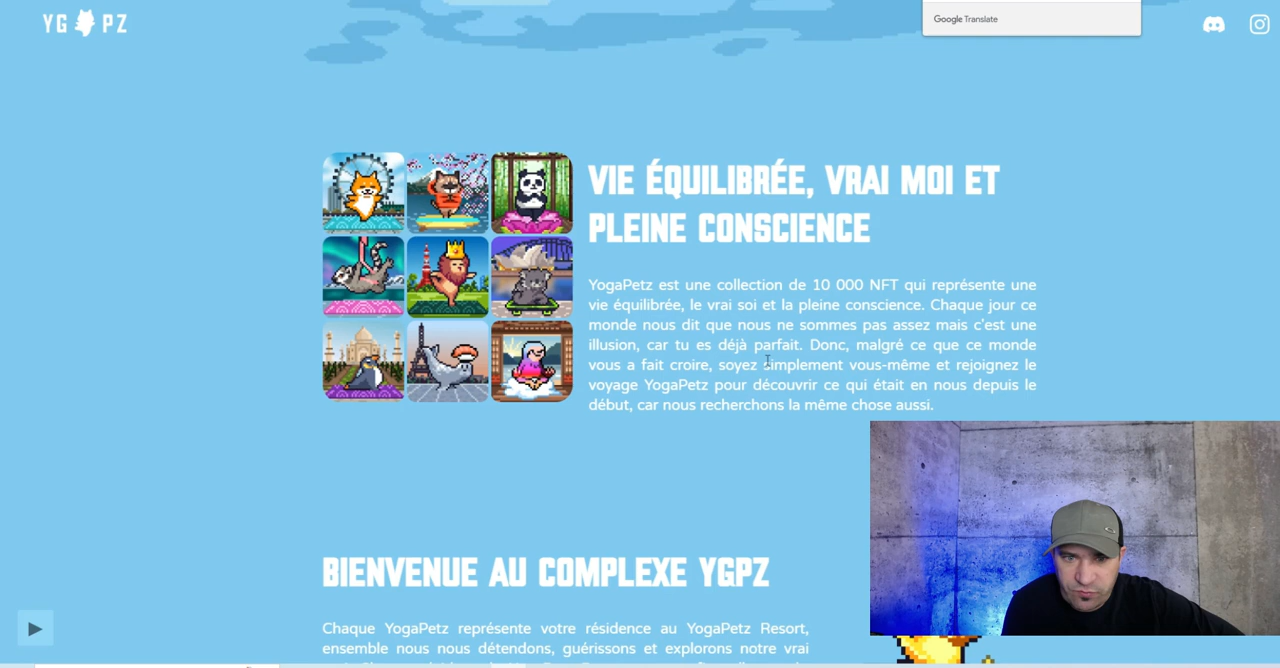 YG PZ
Google Translate
VIE ÉQUILIBRÉE, VRAI MOI ET
PLEINE CONSCIENCE
YogaPetz est une collection de 10 000 NFT qui représente une
vie équilibrée, le vrai soi et la pleine conscience. Chaque jour ce
monde nous dit que nous ne sommes pas assez mais c'est une
illusion, car tu es déjà parfait. Donc, malgré ce que ce monde
vous a fait croire, soyez simplement vous-même et rejoignez le
voyage YogaPetz pour découvrir ce qui était en nous depuis le
début, car nous recherchons la même chose aussi.
BIENVENUE AU COMPLEXE YGPZ
Chaque YogaPetz représente votre résidence au YogaPetz Resort,
ensemble nous nous détendons, guérissons et explorons notre vrai